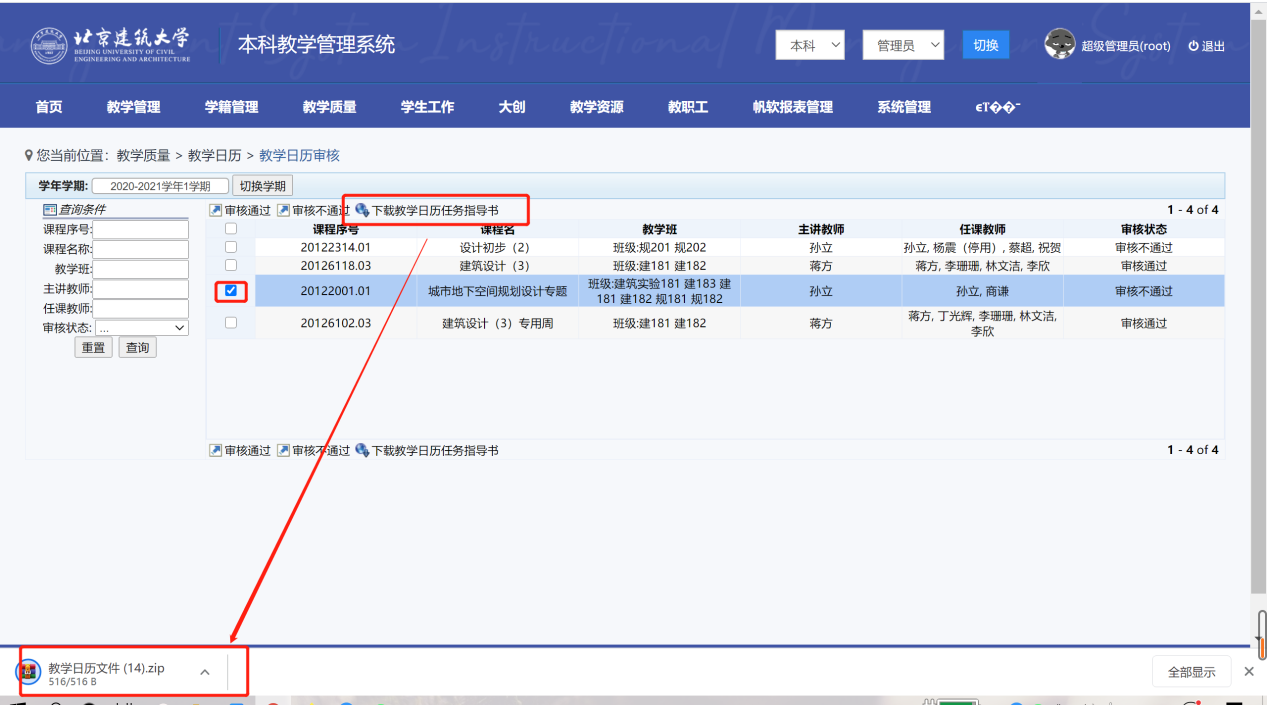 北京建筑大学
BEIJING UNIVERSITY OF CIVIL
ENGINEERING AND ARCHITECTURE
本科教学管理系统
本科
管理员
切换
超级管理员(root)
退出
首页 教学管理 学籍管理 教学质量 学生工作 大创 教学资源 教职工 帆软报表管理 系统管理 єΤ��ˉ
您当前位置：教学质量 > 教学日历 > 教学日历审核
学年学期: 2020-2021学年1学期 切换学期
查询条件
课程序号:
课程名称:
教学班:
主讲教师:
任课教师:
审核状态: ...
重置 查询
审核通过 审核不通过 下载教学日历任务指导书 1 - 4 of 4
课程序号 课程名 教学班 主讲教师 任课教师 审核状态
20122314.01 设计初步（2） 班级:规201 规202 孙立 孙立, 杨震（停用）, 蔡超, 祝贺 审核不通过
20126118.03 建筑设计（3） 班级:建181 建182 蒋方 蒋方, 李珊珊, 林文洁, 李欣 审核通过
20122001.01 城市地下空间规划设计专题 班级:建筑实验181 建183 建
181 建182 规181 规182 孙立 孙立, 商谦 审核不通过
20126102.03 建筑设计（3）专用周 班级:建181 建182 蒋方 蒋方, 丁光辉, 李珊珊, 林文洁,
李欣 审核通过
审核通过 审核不通过 下载教学日历任务指导书 1 - 4 of 4
教学日历文件 (14).zip
516/516 B
全部显示